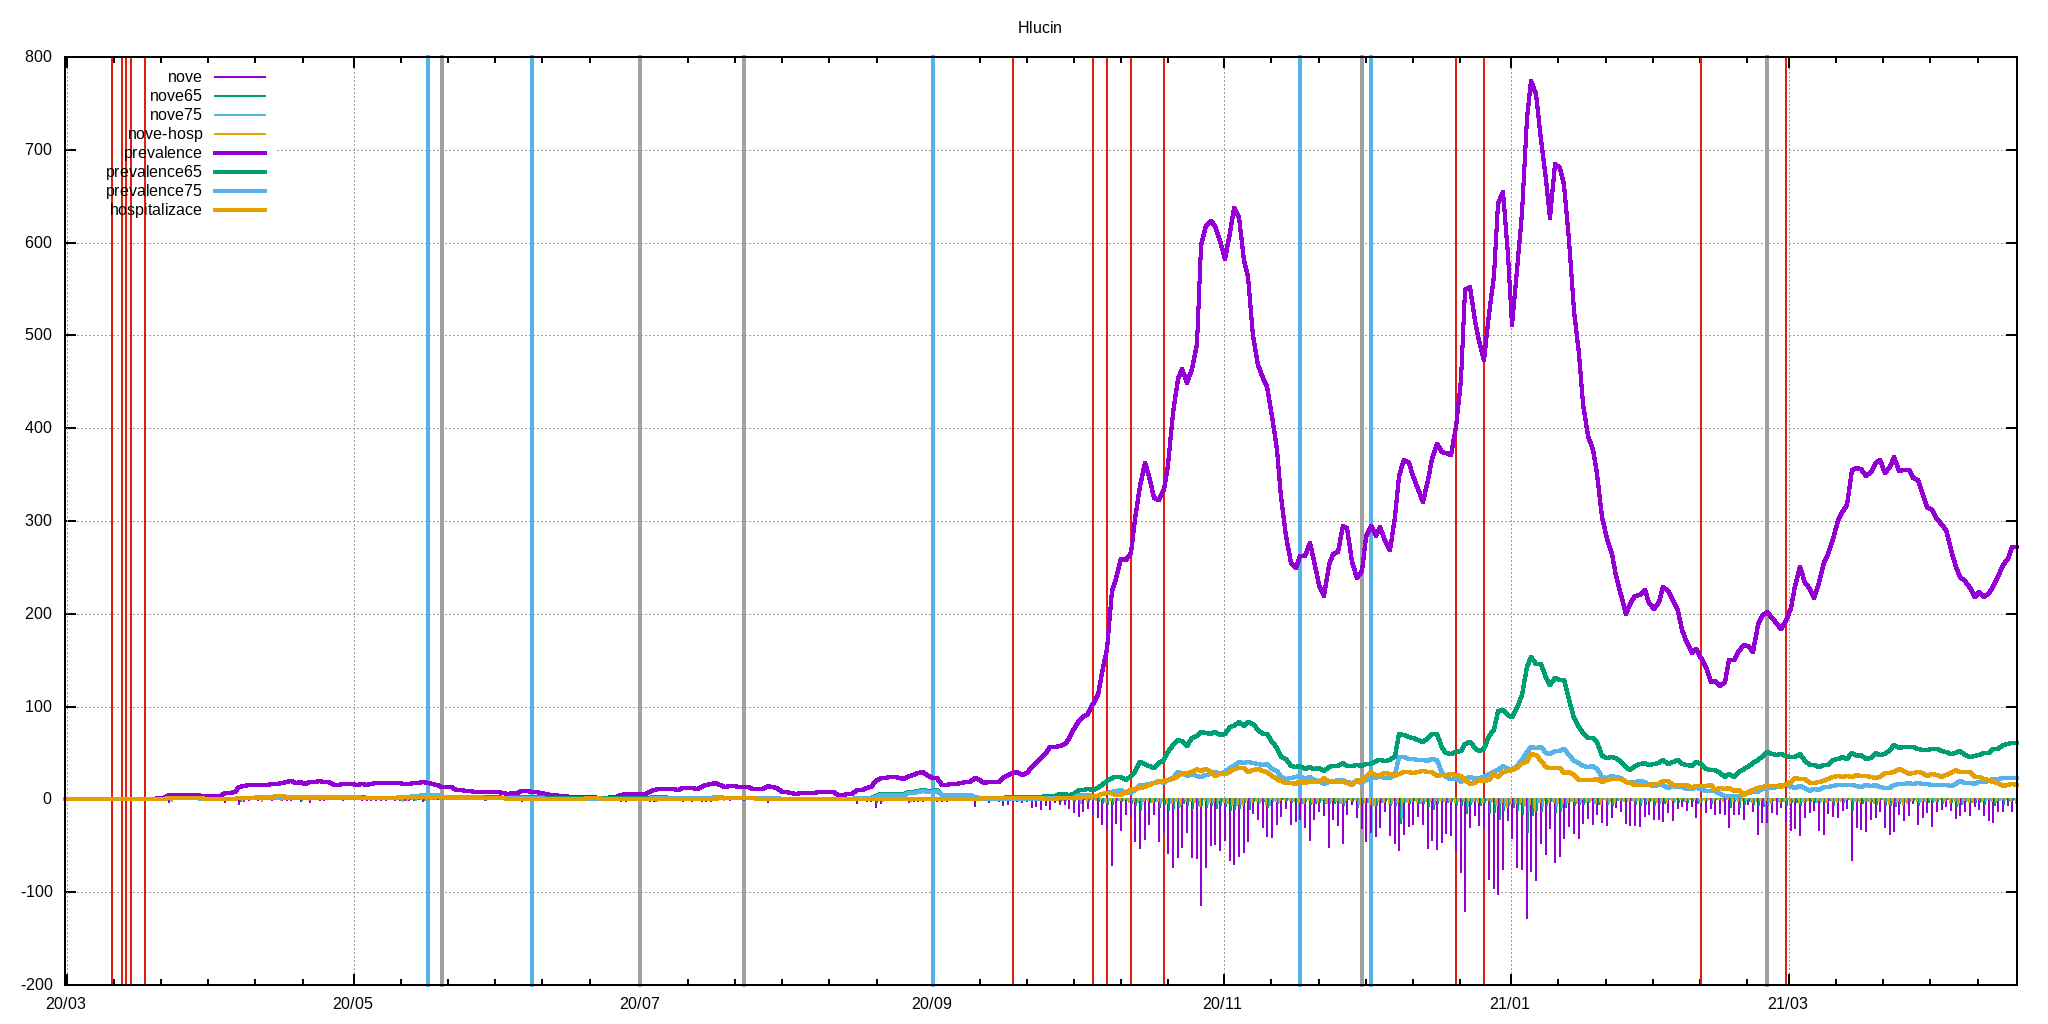 Hlucin
800
700
600
500
400
300
200
100
0
-100
-200
nove
nove65
nove75
nove-hosp
prevalence
prevalence65
prevalence75
hospitalizace
20/03 20/05 20/07 20/09 20/11 21/01 21/03